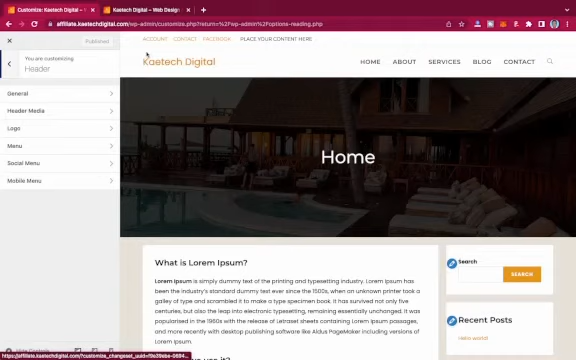 Customize: Kaetech Digital -
Kaetech Digital – Web Design
affiliate.kaetechdigital.com/wp-admin/customize.php?return=%2Fwp-admin%2Foptions-reading.php
Published
You are customizing
Header
General
Header Media
Logo
Menu
Social Menu
Mobile Menu
Hide Controls
ACCOUNT CONTACT FACEBOOK PLACE YOUR CONTENT HERE
Kaetech Digital
HOME ABOUT SERVICES BLOG CONTACT
Home
What is Lorem Ipsum?
Lorem Ipsum is simply dummy text of the printing and typesetting industry. Lorem Ipsum has
been the industry's standard dummy text ever since the 1500s, when an unknown printer took a
galley of type and scrambled it to make a type specimen book. It has survived not only five
centuries, but also the leap into electronic typesetting, remaining essentially unchanged. It was
popularised in the 1960s with the release of Letraset sheets containing Lorem Ipsum passages,
and more recently with desktop publishing software like Aldus PageMaker including versions of
Lorem Ipsum.
Search
SEARCH
Recent Posts
Hello world!